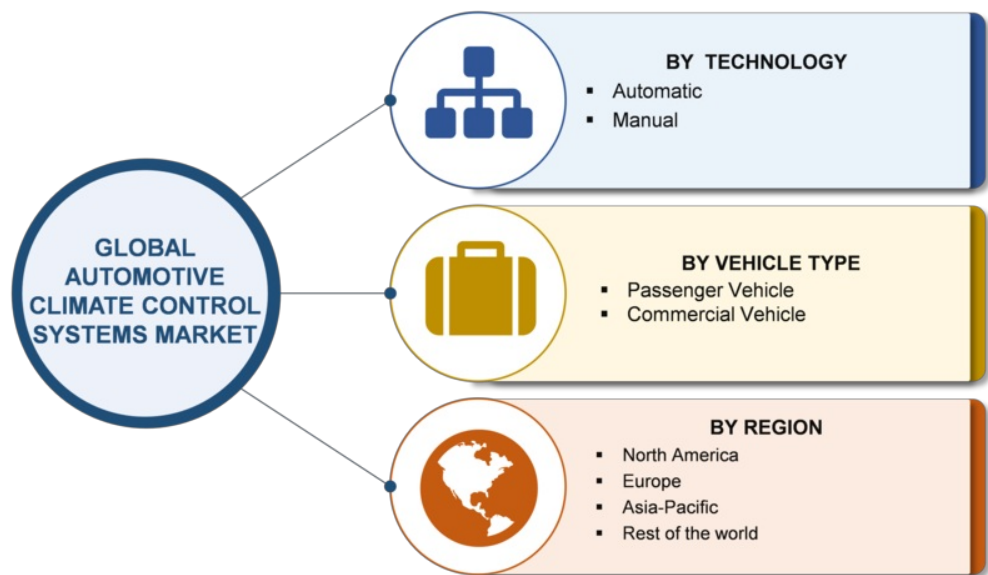 GLOBAL
AUTOMOTIVE
CLIMATE CONTROL
SYSTEMS MARKET
BY TECHNOLOGY
▪ Automatic
▪ Manual
BY VEHICLE TYPE
▪ Passenger Vehicle
▪ Commercial Vehicle
BY REGION
▪ North America
▪ Europe
▪ Asia-Pacific
▪ Rest of the world